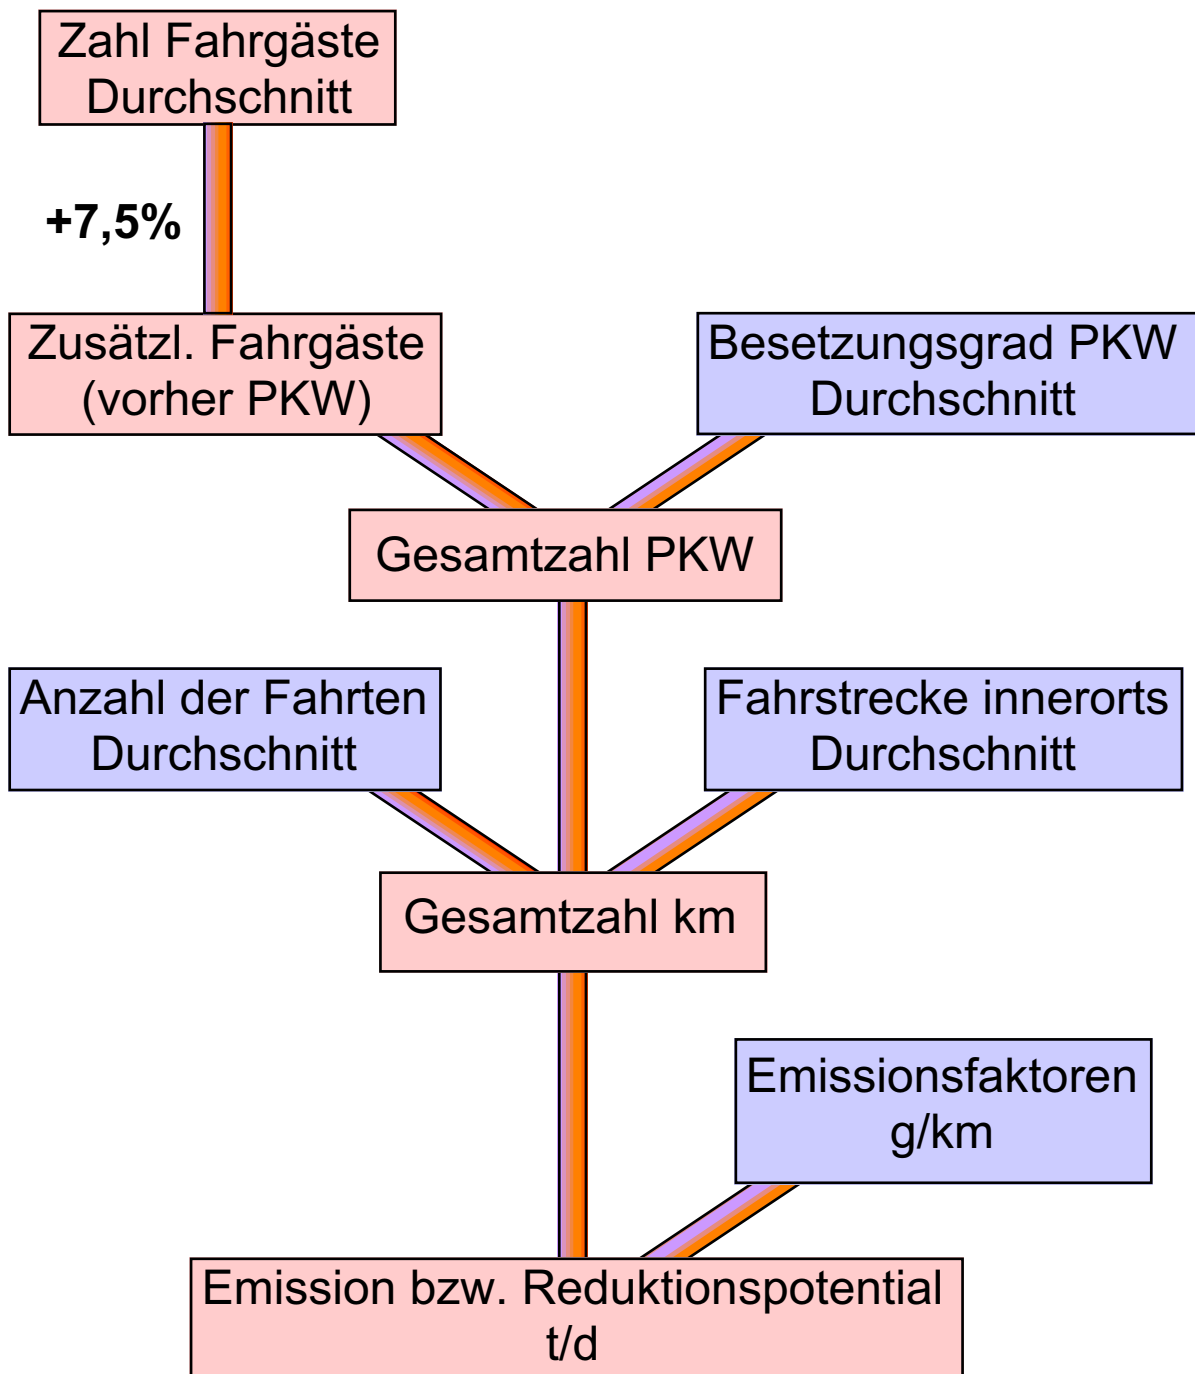 Zahl Fahrgäste
Durchschnitt
+7,5%
Zusätzl. Fahrgäste
(vorher PKW)
Besetzungsgrad PKW
Durchschnitt
Gesamtzahl PKW
Anzahl der Fahrten
Durchschnitt
Fahrstrecke innerorts
Durchschnitt
Gesamtzahl km
Emissionsfaktoren
g/km
Emission bzw. Reduktionspotential
t/d